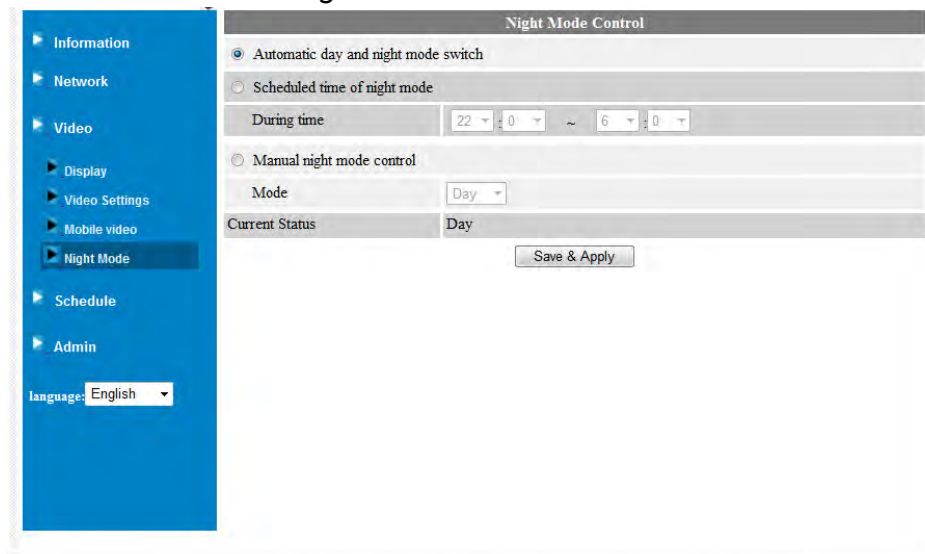 Information
Network
Video
Display
Video Settings
Mobile video
Night Mode
Schedule
Admin
language: English
Night Mode Control
Automatic day and night mode switch
Scheduled time of night mode
During time 22 : 0 ~ 6 : 0
Manual night mode control
Mode Day
Current Status Day
Save & Apply